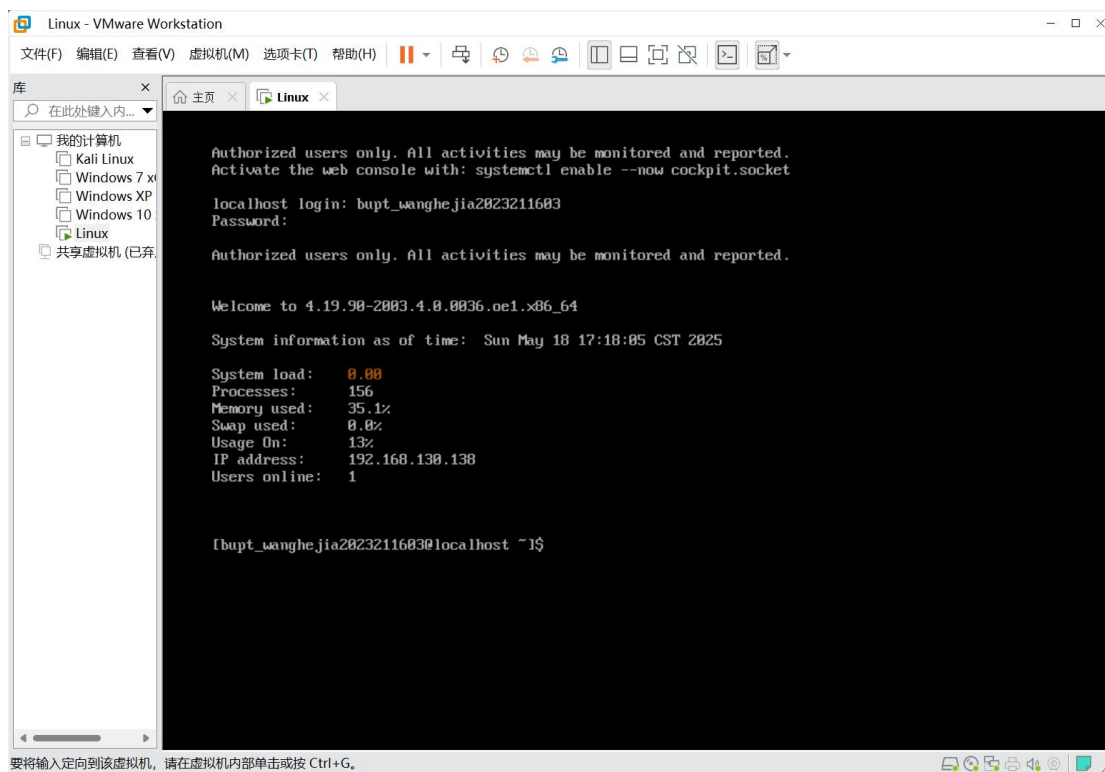 Linux - VMware Workstation
文件(F) 编辑(E) 查看(V) 虚拟机(M) 选项卡(T) 帮助(H)
库
主页
Linux
在此处键入内...
我的计算机
Kali Linux
Windows 7 x
Windows XP
Windows 10
Linux
共享虚拟机 (已弃
Authorized users only. All activities may be monitored and reported.
Activate the web console with: systemctl enable --now cockpit.socket
localhost login: bupt_wanghejia2023211603
Password:
Authorized users only. All activities may be monitored and reported.
Welcome to 4.19.90-2003.4.0.0036.oe1.x86_64
System information as of time: Sun May 18 17:18:05 CST 2025
System load: 0.00
Processes: 156
Memory used: 35.1%
Swap used: 0.0%
Usage On: 13%
IP address: 192.168.130.138
Users online: 1
[bupt_wanghejia2023211603@localhost ~]$
要将输入定向到该虚拟机，请在虚拟机内部单击或按 Ctrl+G。